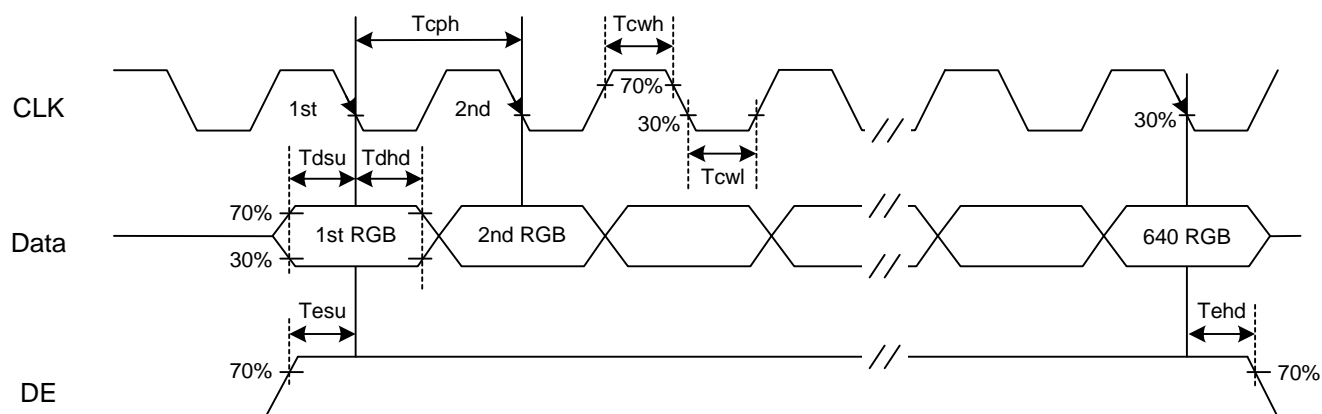 Tcph Tcwh
CLK 1st 2nd 70% 30% 30%
Tdsu Tdhd Tcwl
70%
Data 1st RGB 2nd RGB 640 RGB
30%
Tesu Tehd
70% 70%
DE